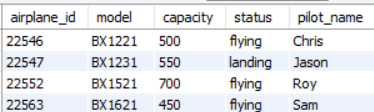 airplane_id model capacity status pilot_name
22546 BX1221 500 flying Chris
22547 BX1231 550 landing Jason
22552 BX1521 700 flying Roy
22563 BX1621 450 flying Sam